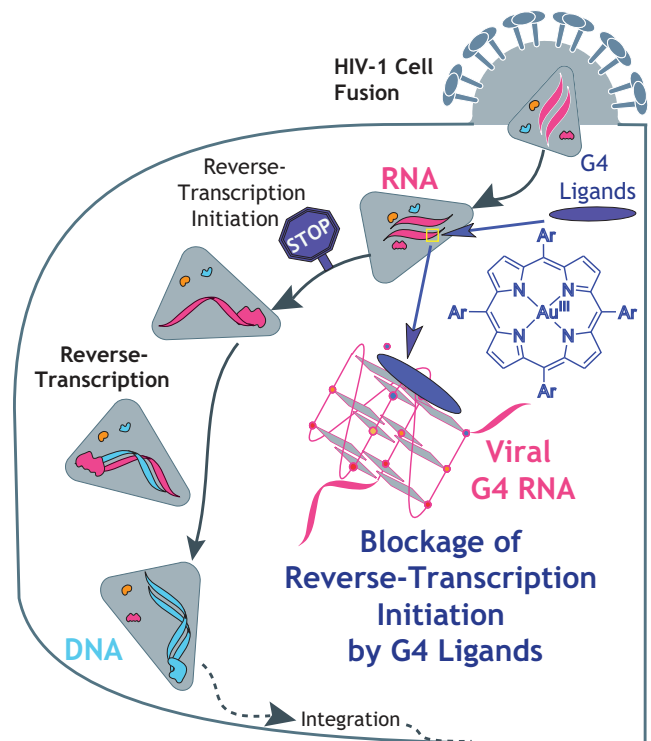 HIV-1 Cell
Fusion
Reverse-
Transcription
Initiation
RNA
G4
Ligands
STOP
Ar
N
N
Ar
Au^III
Ar
N
N
Ar
Reverse-
Transcription
Viral
G4 RNA
Blockage of
Reverse-Transcription
Initiation
by G4 Ligands
DNA
Integration